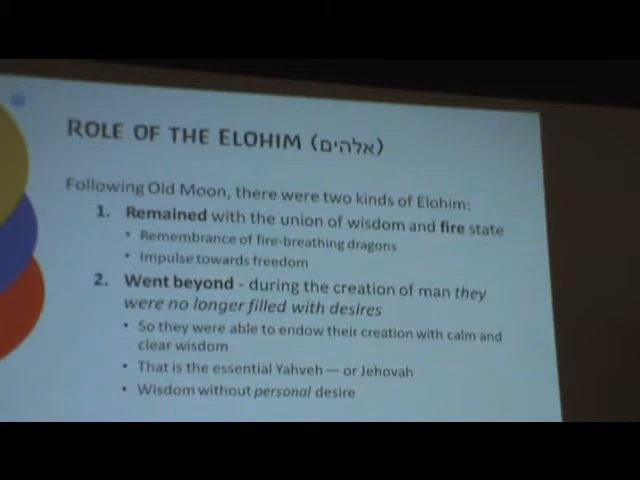 ROLE OF THE ELOHIM (אלהים)
Following Old Moon, there were two kinds of Elohim:
1. Remained with the union of wisdom and fire state
• Remembrance of fire-breathing dragons
• Impulse towards freedom
2. Went beyond - during the creation of man they
were no longer filled with desires
• So they were able to endow their creation with calm and
clear wisdom
• That is the essential Yahveh — or Jehovah
• Wisdom without personal desire